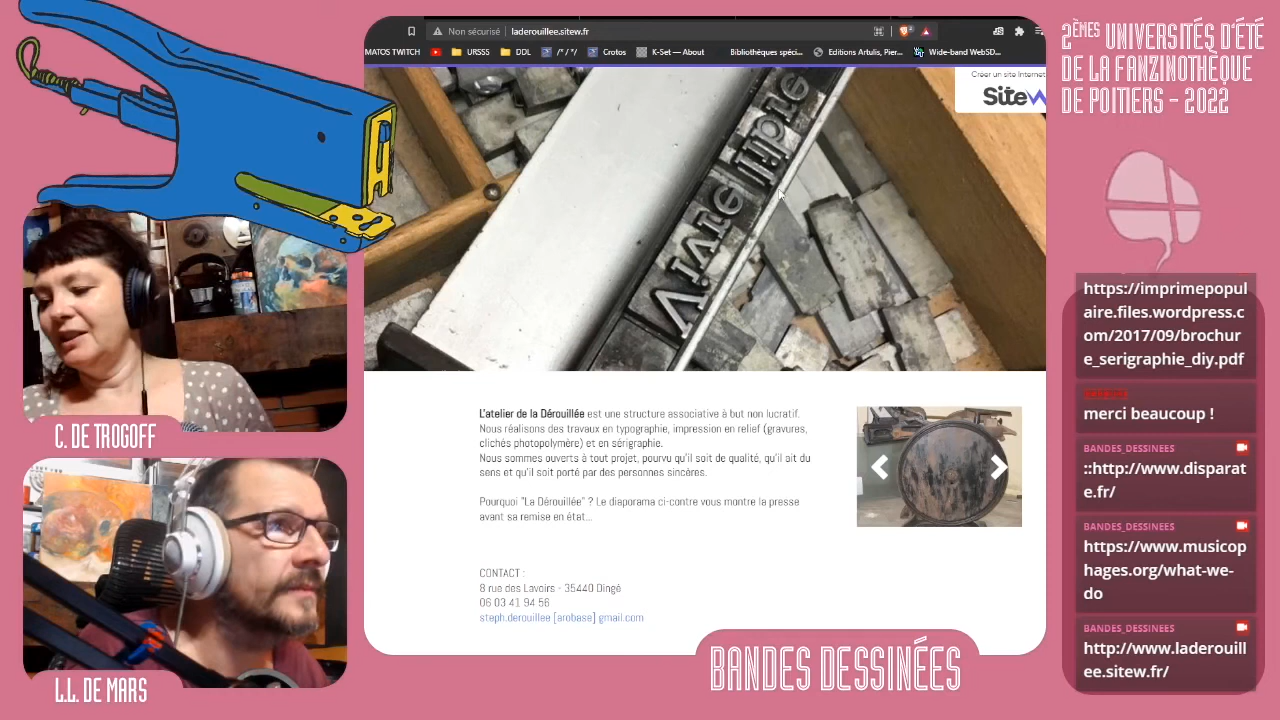 Non sécurisé
laderouillee.sitew.fr
MATOS TWITCH
URSSS
DDL
/*'*/
Crotos
K-Set — About
Bibliothèques spéci...
Editions Artulis, Pier...
Wide-band WebSD...
2ÈMES UNIVERSITÉS D'ÉTÉ
DE LA FANZINOTHÈQUE
DE POITIERS - 2022
Créer un site Internet
SiteW
Vivre libre
L'atelier de la Dérouillée est une structure associative à but non lucratif.
Nous réalisons des travaux en typographie, impression en relief (gravures,
clichés photopolymère) et en sérigraphie.
Nous sommes ouverts à tout projet, pourvu qu'il soit de qualité, qu'il ait du
sens et qu'il soit porté par des personnes sincères.
Pourquoi "La Dérouillée" ? Le diaporama ci-contre vous montre la presse
avant sa remise en état...
CONTACT :
8 rue des Lavoirs - 35440 Dingé
06 03 41 94 56
steph.derouillee [arobase] gmail.com
C. DE TROGOFF
L.L. DE MARS
BANDES DESSINÉES
https://imprimepopul
aire.files.wordpress.c
om/2017/09/brochur
e_serigraphie_diy.pdf
merci beaucoup !
BANDES_DESSINEES
::http://www.disparat
e.fr/
BANDES_DESSINEES
https://www.musicop
hages.org/what-we-
do
BANDES_DESSINEES
http://www.laderouill
ee.sitew.fr/